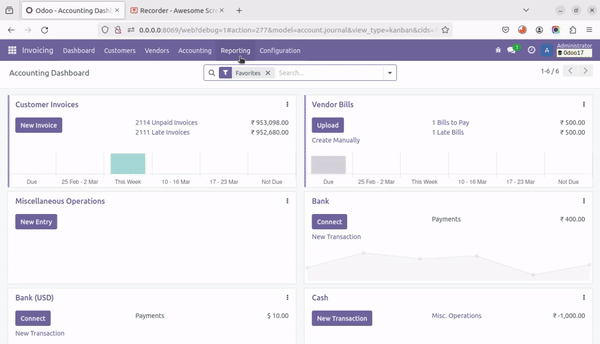 Odoo - Accounting Dashl
Recorder - Awesome Scre
0.0.0.0:8069/web?debug=1#action=277&model=account.journal&view_type=kanban&cids=
Invoicing Dashboard Customers Vendors Accounting Reporting Configuration
1
Administrator
A
Odoo17
Accounting Dashboard
Favorites
Search...
1-6 / 6
Customer Invoices
New Invoice
2114 Unpaid Invoices ₹ 953,098.00
2111 Late Invoices ₹ 952,680.00
Due 25 Feb - 2 Mar This Week 10 - 16 Mar 17 - 23 Mar Not Due
Vendor Bills
Upload
Create Manually
1 Bills to Pay ₹ 500.00
1 Late Bills ₹ 500.00
Due 25 Feb - 2 Mar This Week 10 - 16 Mar 17 - 23 Mar Not Due
Miscellaneous Operations
New Entry
Bank
Connect
New Transaction
Payments ₹ 400.00
Bank (USD)
Connect
New Transaction
Payments $ 10.00
Cash
New Transaction
Misc. Operations ₹ -1,000.00